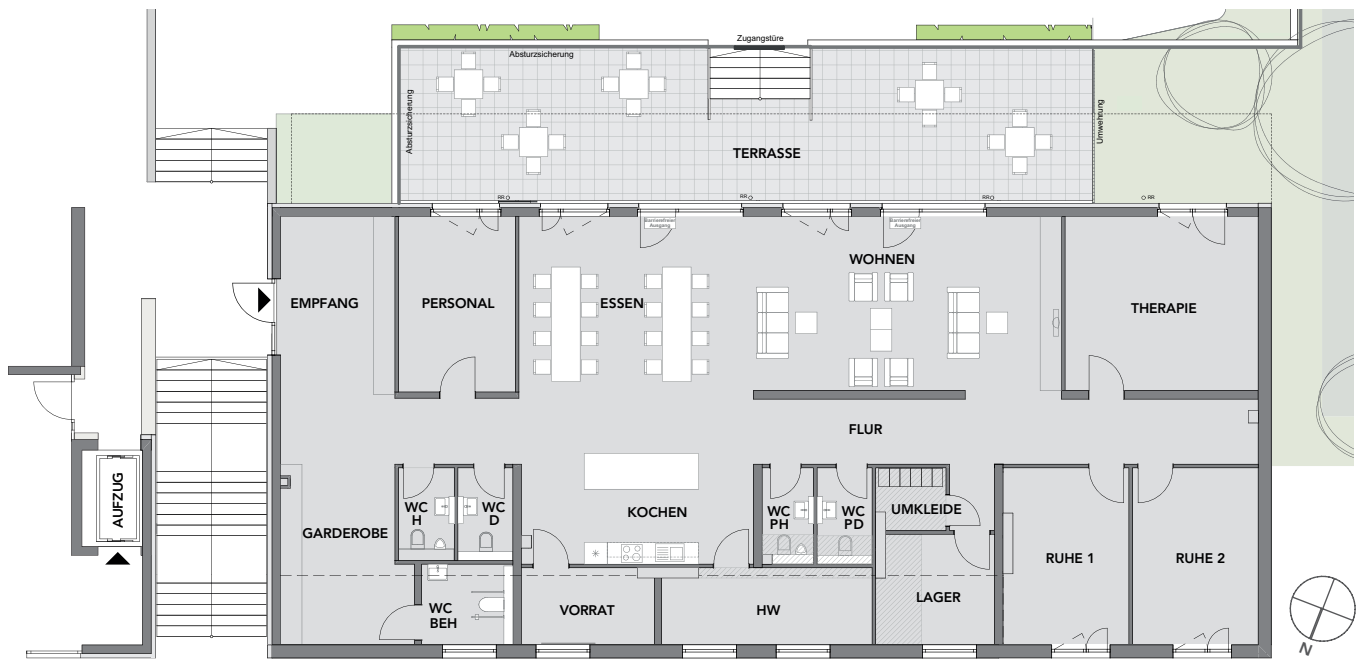 Zugangstüre
Absturzsicherung
Absturzsicherung
Umwehrung
TERRASSE
RR
RR
RR
RR
Barrierefreier
Ausgang
Barrierefreier
Ausgang
WOHNEN
EMPFANG
PERSONAL
ESSEN
THERAPIE
FLUR
AUFZUG
GARDEROBE
WC
H
WC
D
KOCHEN
WC
PH
WC
PD
UMKLEIDE
RUHE 1
RUHE 2
WC
BEH
VORRAT
HW
LAGER
N